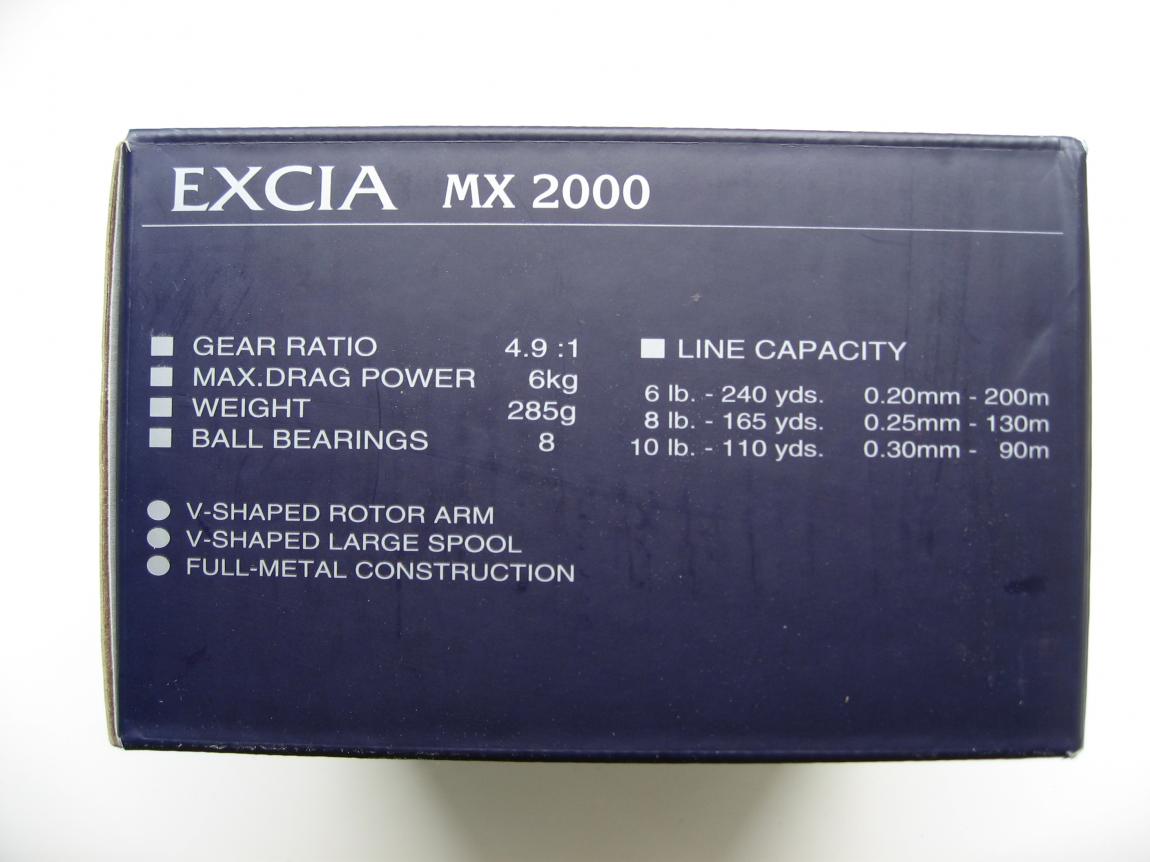 EXCIA MX 2000
GEAR RATIO 4.9 :1
MAX.DRAG POWER 6kg
WEIGHT 285g
BALL BEARINGS 8
LINE CAPACITY
6 lb. - 240 yds. 0.20mm - 200m
8 lb. - 165 yds. 0.25mm - 130m
10 lb. - 110 yds. 0.30mm - 90m
V-SHAPED ROTOR ARM
V-SHAPED LARGE SPOOL
FULL-METAL CONSTRUCTION